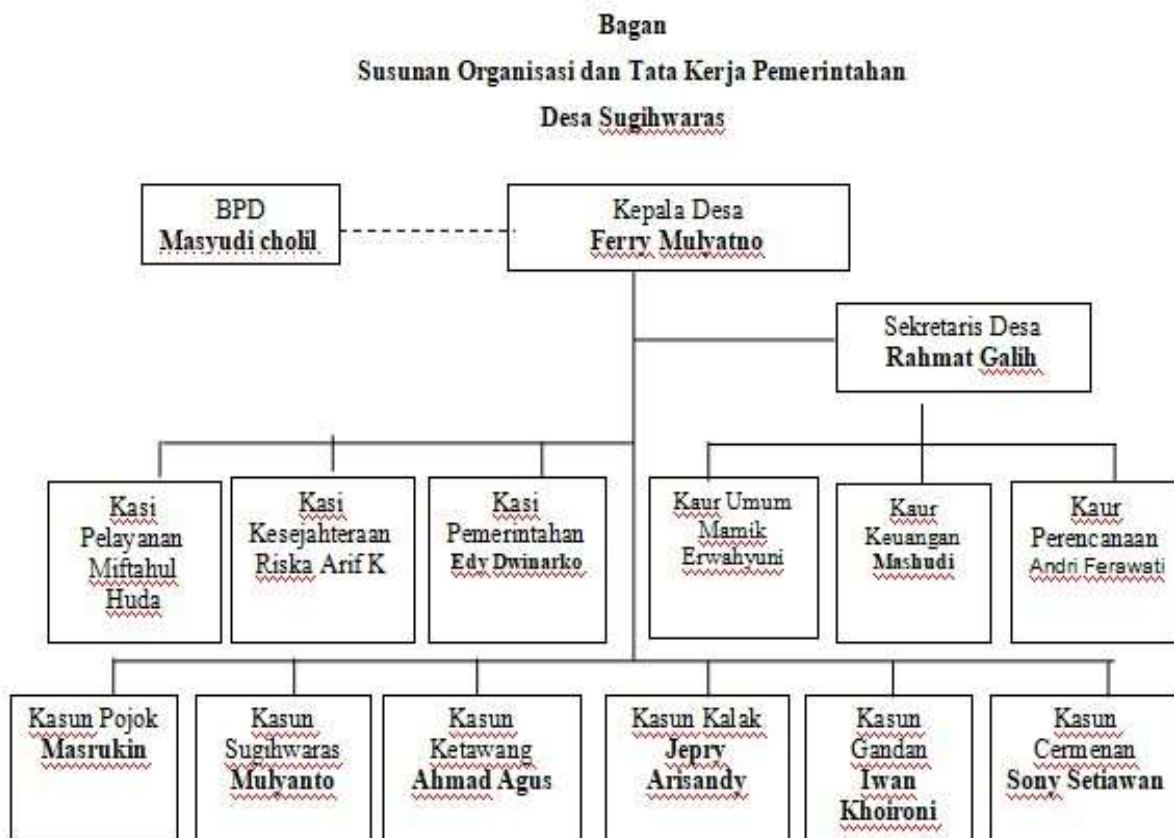 Bagan
Susunan Organisasi dan Tata Kerja Pemerintahan
Desa Sugihwaras
BPD
Masyudi cholil
Kepala Desa
Ferry Mulyatno
Sekretaris Desa
Rahmat Galih
Kasi
Pelayanan
Miftahul
Huda
Kasi
Kesejahteraan
Riska Arif K
Kasi
Pemerintahan
Edy Dwinarko
Kaur Umum
Mamik
Erwahyuni
Kaur
Keuangan
Mashudi
Kaur
Perencanaan
Andri Ferawati
Kasun Pojok
Masrukin
Kasun
Sugihwaras
Mulyanto
Kasun
Ketawang
Ahmad Agus
Kasun Kalak
Jepry
Arisandy
Kasun
Gandan
Iwan
Khoironi
Kasun
Cermenan
Sony Setiawan